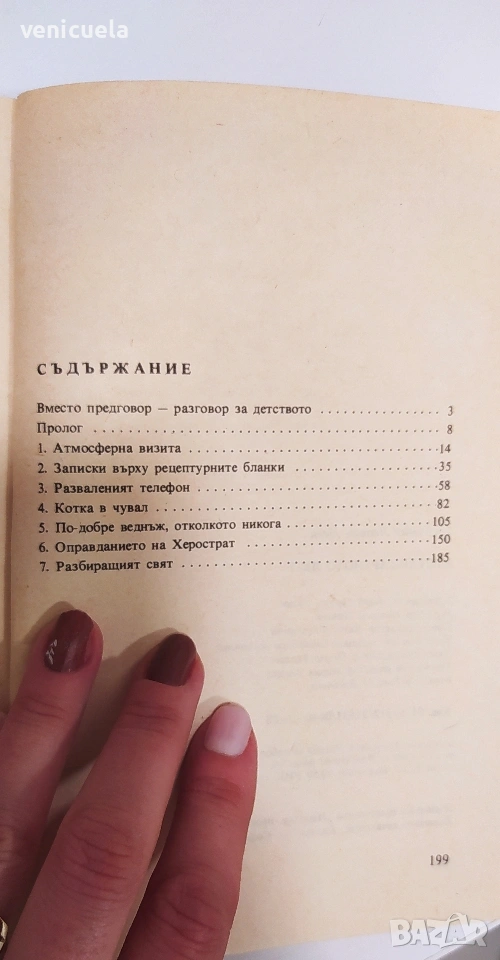 venicuela
СЪДЪРЖАНИЕ
Вместо предговор — разговор за детството . . . . . . . . . . . . . . 3
Пролог . . . . . . . . . . . . . . . . . . . . . . . . . . . . . . . . . . . . . . . . 8
1. Атмосферна визита . . . . . . . . . . . . . . . . . . . . . . . . . . . . 14
2. Записки върху рецептурните бланки . . . . . . . . . . . . . . . . 35
3. Разваленият телефон . . . . . . . . . . . . . . . . . . . . . . . . . . . 58
4. Котка в чувал . . . . . . . . . . . . . . . . . . . . . . . . . . . . . . . . 82
5. По-добре веднъж, отколкото никога . . . . . . . . . . . . . . . . 105
6. Оправданието на Херострат . . . . . . . . . . . . . . . . . . . . . 150
7. Разбиращият свят . . . . . . . . . . . . . . . . . . . . . . . . . . . . 185
199
BAZAR